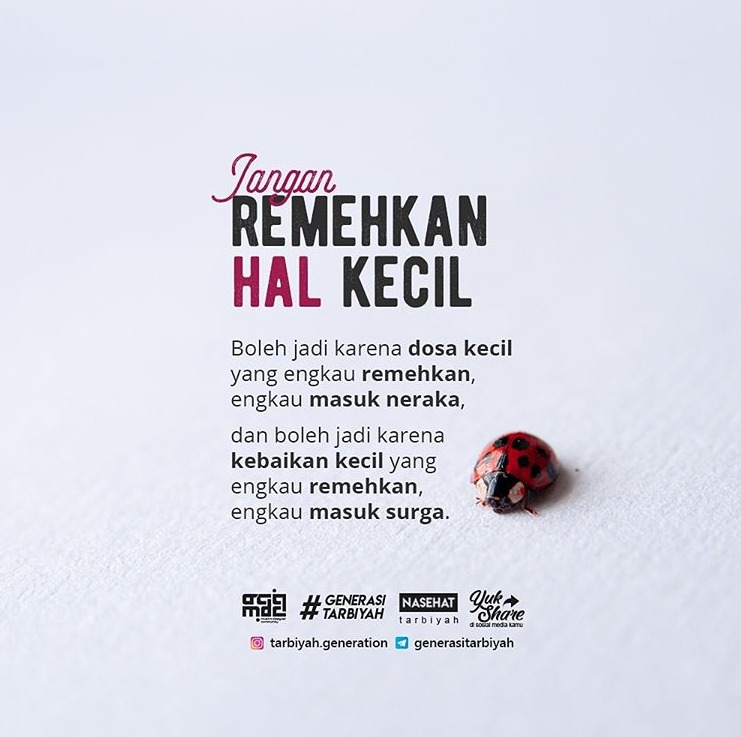 Jangan
REMEHKAN
HAL KECIL
Boleh jadi karena dosa kecil
yang engkau remehkan,
engkau masuk neraka,
dan boleh jadi karena
kebaikan kecil yang
engkau remehkan,
engkau masuk surga.
#GENERASI
TARBIYAH
NASEHAT
tarbiyah
Yuk
Share
di sosial media kamu
tarbiyah.generation
generasitarbiyah